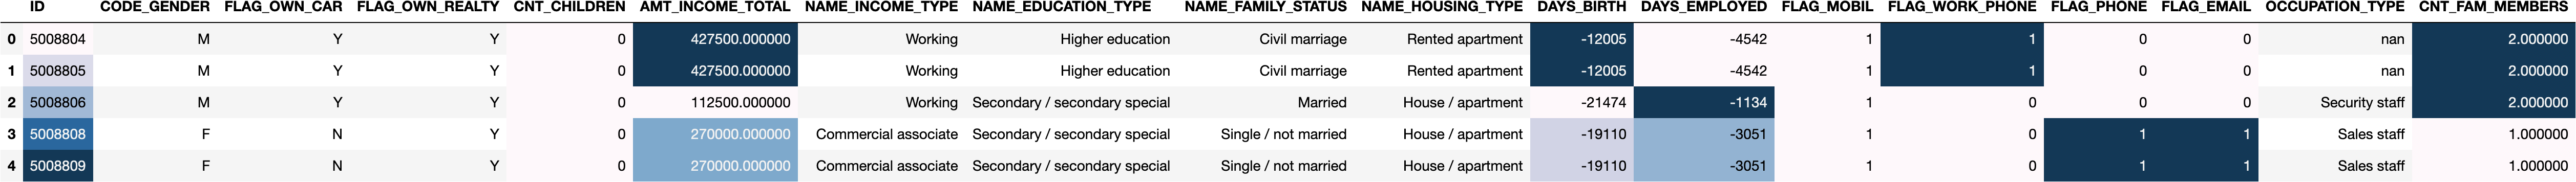 ID CODE_GENDER FLAG_OWN_CAR FLAG_OWN_REALTY CNT_CHILDREN AMT_INCOME_TOTAL NAME_INCOME_TYPE NAME_EDUCATION_TYPE NAME_FAMILY_STATUS NAME_HOUSING_TYPE DAYS_BIRTH DAYS_EMPLOYED FLAG_MOBIL FLAG_WORK_PHONE FLAG_PHONE FLAG_EMAIL OCCUPATION_TYPE CNT_FAM_MEMBERS
0 5008804 M Y Y 0 427500.000000 Working Higher education Civil marriage Rented apartment -12005 -4542 1 1 0 0 nan 2.000000
1 5008805 M Y Y 0 427500.000000 Working Higher education Civil marriage Rented apartment -12005 -4542 1 1 0 0 nan 2.000000
2 5008806 M Y Y 0 112500.000000 Working Secondary / secondary special Married House / apartment -21474 -1134 1 0 0 0 Security staff 2.000000
3 5008808 F N Y 0 270000.000000 Commercial associate Secondary / secondary special Single / not married House / apartment -19110 -3051 1 0 1 1 Sales staff 1.000000
4 5008809 F N Y 0 270000.000000 Commercial associate Secondary / secondary special Single / not married House / apartment -19110 -3051 1 0 1 1 Sales staff 1.000000